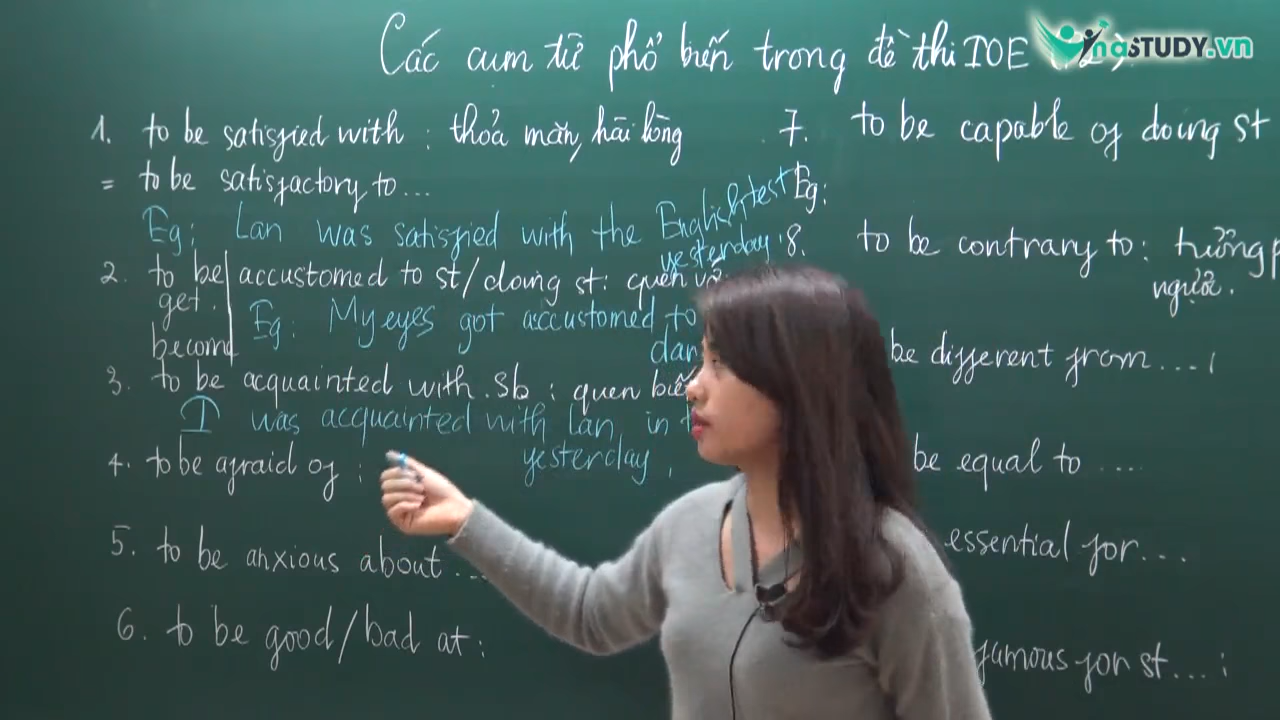 Các cụm từ phổ biến trong đề thi IOE
inaSTUDY.vn
1. to be satisfied with : thỏa mãn, hài lòng
= to be satisfactory to...
Eg: Lan was satisfied with the English test
yesterday.
2. to be accustomed to st/doing st: quen
get.
become
Eg: My eyes got accustomed to
3. to be acquainted with sb : quen
I was acquainted with Lan in
yesterday.
4. to be afraid of :
5. to be anxious about...
6. to be good/bad at:
7. to be capable of doing st
Eg:
8. to be contrary to:
ngược.
be different from.... :
be equal to ....
essential for...
famous for st... :